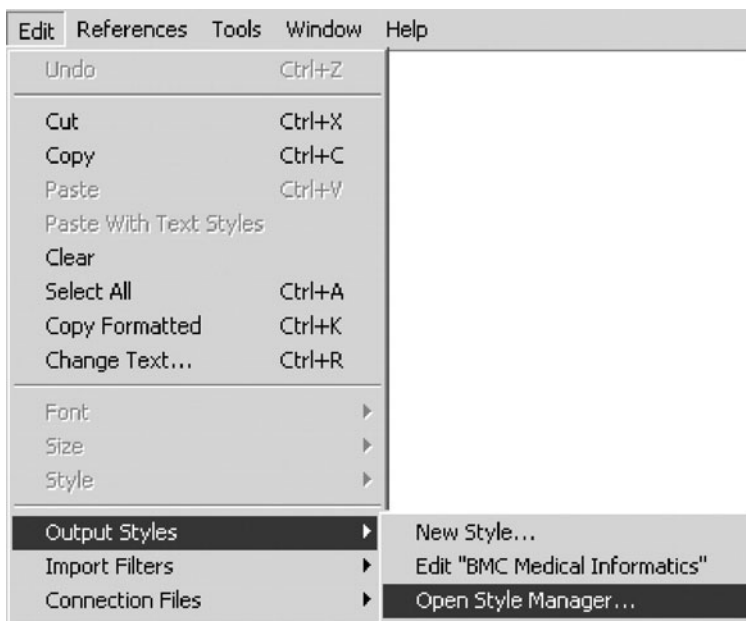 Edit References Tools Window Help
Undo Ctrl+Z
Cut Ctrl+X
Copy Ctrl+C
Paste Ctrl+V
Paste With Text Styles
Clear
Select All Ctrl+A
Copy Formatted Ctrl+K
Change Text... Ctrl+R
Font
Size
Style
Output Styles New Style...
Import Filters Edit "BMC Medical Informatics"
Connection Files Open Style Manager...